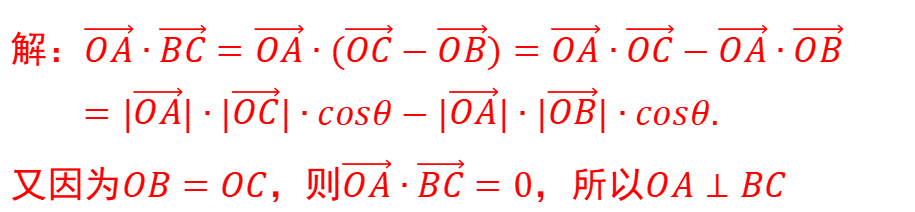 解：$\overrightarrow{OA}\cdot\overrightarrow{BC}=\overrightarrow{OA}\cdot(\overrightarrow{OC}-\overrightarrow{OB})=\overrightarrow{OA}\cdot\overrightarrow{OC}-\overrightarrow{OA}\cdot\overrightarrow{OB}$
$=|\overrightarrow{OA}|\cdot|\overrightarrow{OC}|\cdot cos\theta-|\overrightarrow{OA}|\cdot|\overrightarrow{OB}|\cdot cos\theta.$
又因为$OB=OC$，则$\overrightarrow{OA}\cdot\overrightarrow{BC}=0$，所以$OA\perp BC$